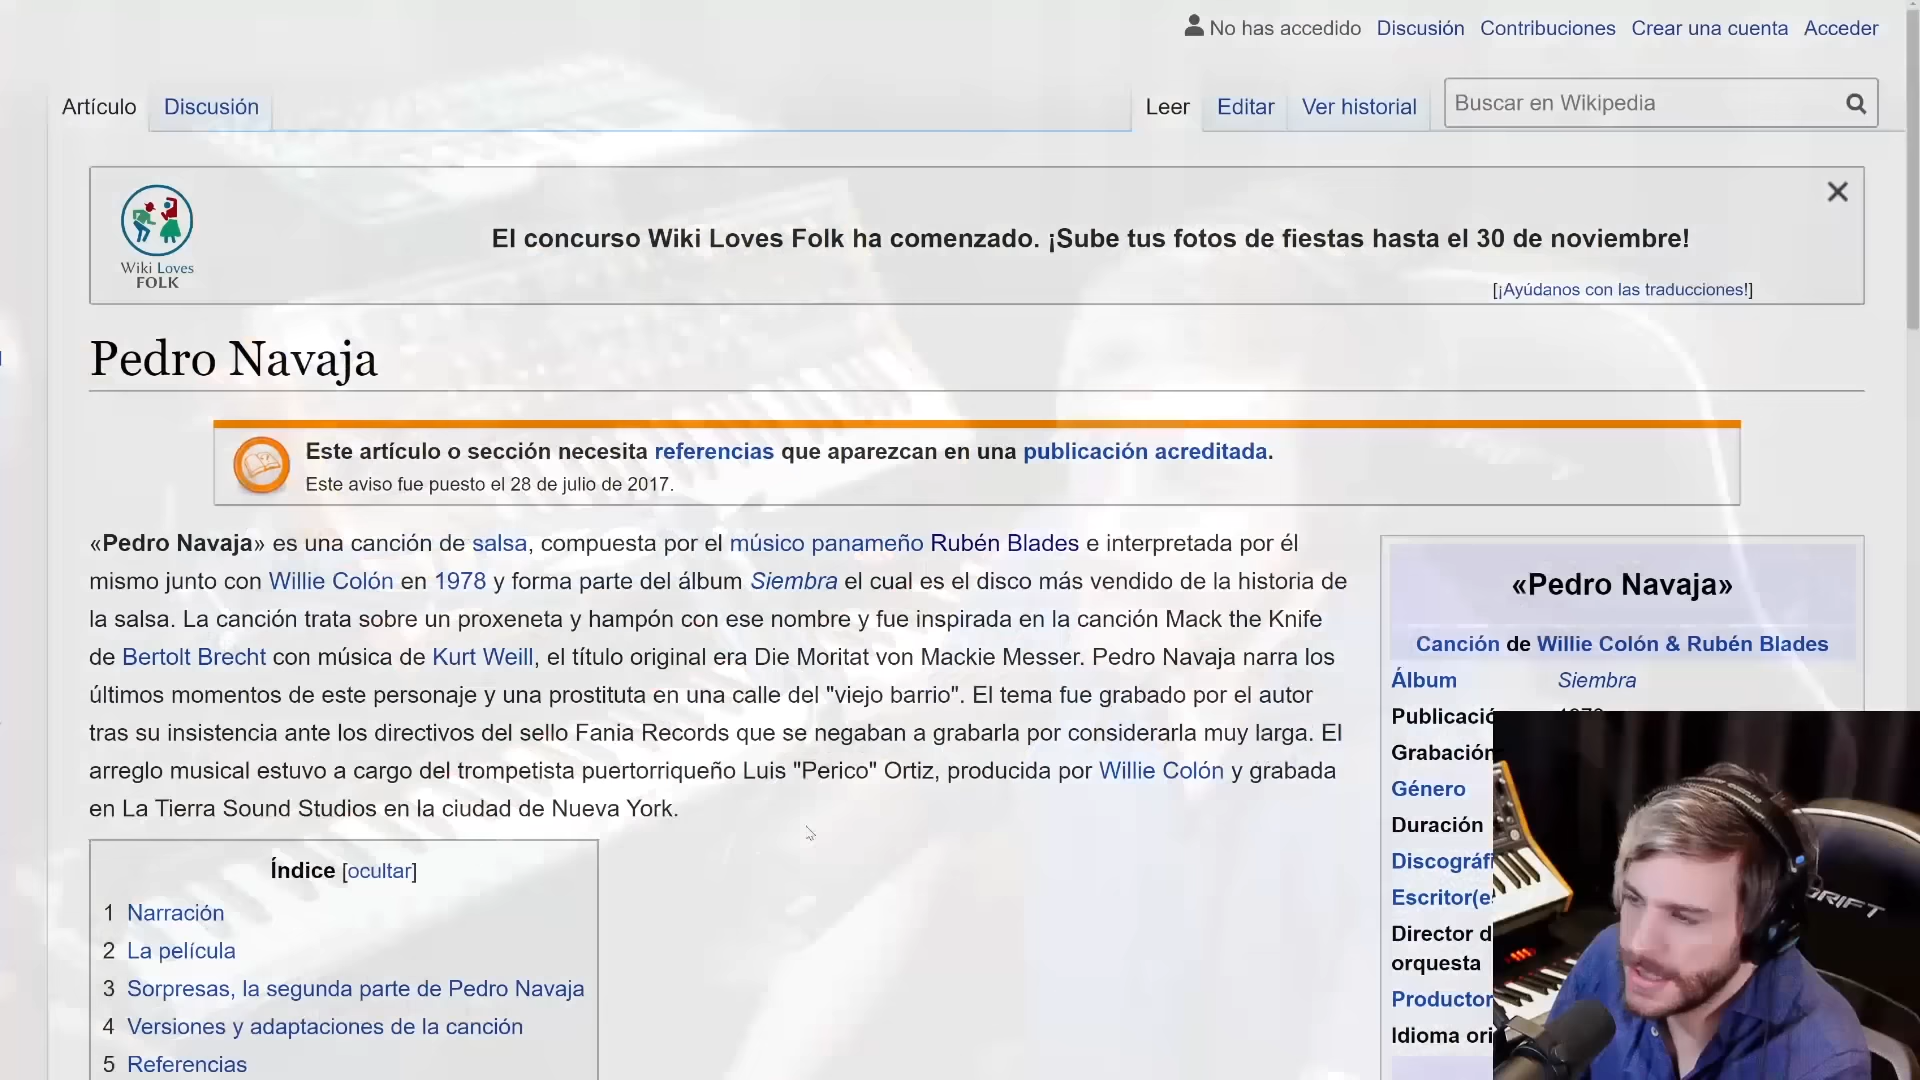 No has accedido Discusión Contribuciones Crear una cuenta Acceder
Artículo Discusión Leer Editar Ver historial Buscar en Wikipedia
El concurso Wiki Loves Folk ha comenzado. ¡Sube tus fotos de fiestas hasta el 30 de noviembre!
Wiki Loves
FOLK
[¡Ayúdanos con las traducciones!]
Pedro Navaja
Este artículo o sección necesita referencias que aparezcan en una publicación acreditada.
Este aviso fue puesto el 28 de julio de 2017.
«Pedro Navaja» es una canción de salsa, compuesta por el músico panameño Rubén Blades e interpretada por él
mismo junto con Willie Colón en 1978 y forma parte del álbum Siembra el cual es el disco más vendido de la historia de
la salsa. La canción trata sobre un proxeneta y hampón con ese nombre y fue inspirada en la canción Mack the Knife
de Bertolt Brecht con música de Kurt Weill, el título original era Die Moritat von Mackie Messer. Pedro Navaja narra los
últimos momentos de este personaje y una prostituta en una calle del "viejo barrio". El tema fue grabado por el autor
tras su insistencia ante los directivos del sello Fania Records que se negaban a grabarla por considerarla muy larga. El
arreglo musical estuvo a cargo del trompetista puertorriqueño Luis "Perico" Ortiz, producida por Willie Colón y grabada
en La Tierra Sound Studios en la ciudad de Nueva York.
Índice [ocultar]
1 Narración
2 La película
3 Sorpresas, la segunda parte de Pedro Navaja
4 Versiones y adaptaciones de la canción
5 Referencias
«Pedro Navaja»
Canción de Willie Colón & Rubén Blades
Álbum Siembra
Publicació
Grabación
Género
Duración
Discográfi
Escritor(e
Director d
orquesta
Productor
Idioma ori
DRIFT